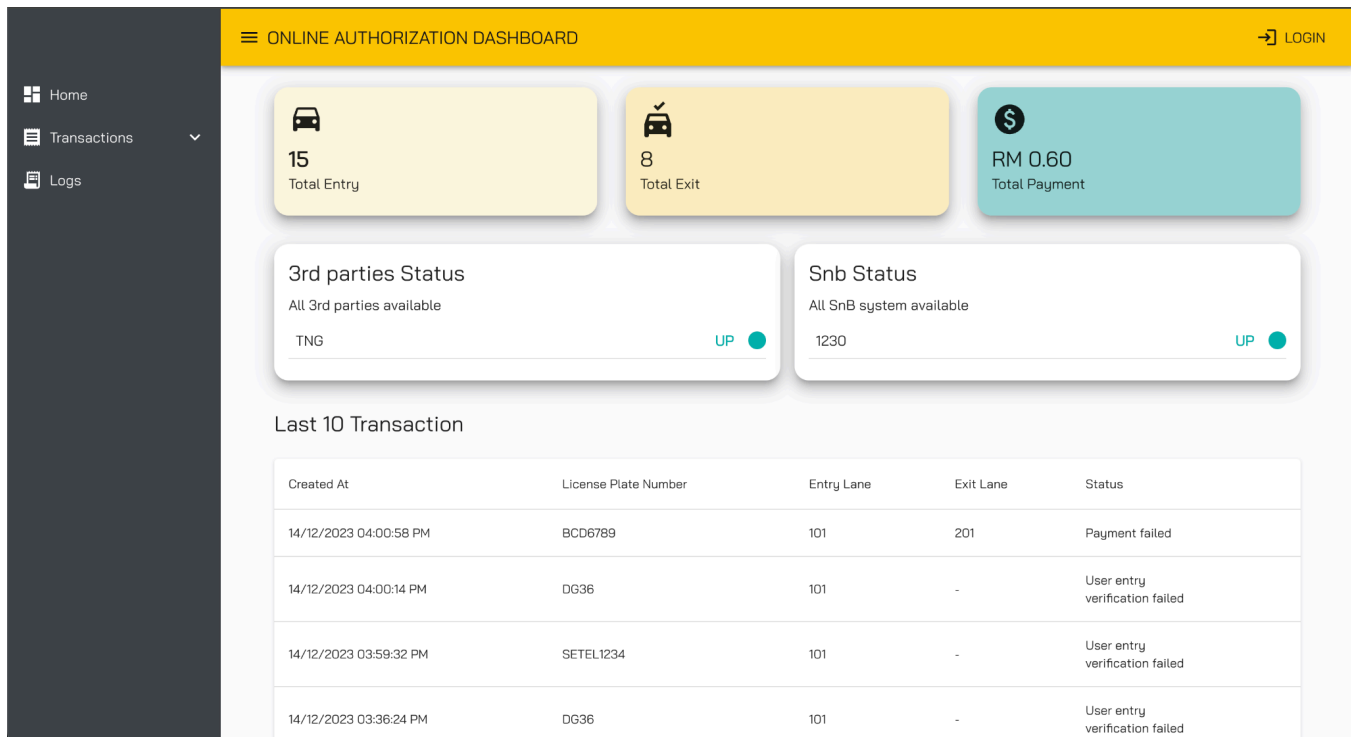 ONLINE AUTHORIZATION DASHBOARD
LOGIN
Home
Transactions
Logs
15
Total Entry
8
Total Exit
RM 0.60
Total Payment
3rd parties Status
All 3rd parties available
TNG UP
Snb Status
All SnB system available
1230 UP
Last 10 Transaction
Created At License Plate Number Entry Lane Exit Lane Status
14/12/2023 04:00:58 PM BCD6789 101 201 Payment failed
14/12/2023 04:00:14 PM DG36 101 - User entry
verification failed
14/12/2023 03:59:32 PM SETEL1234 101 - User entry
verification failed
14/12/2023 03:36:24 PM DG36 101 - User entry
verification failed